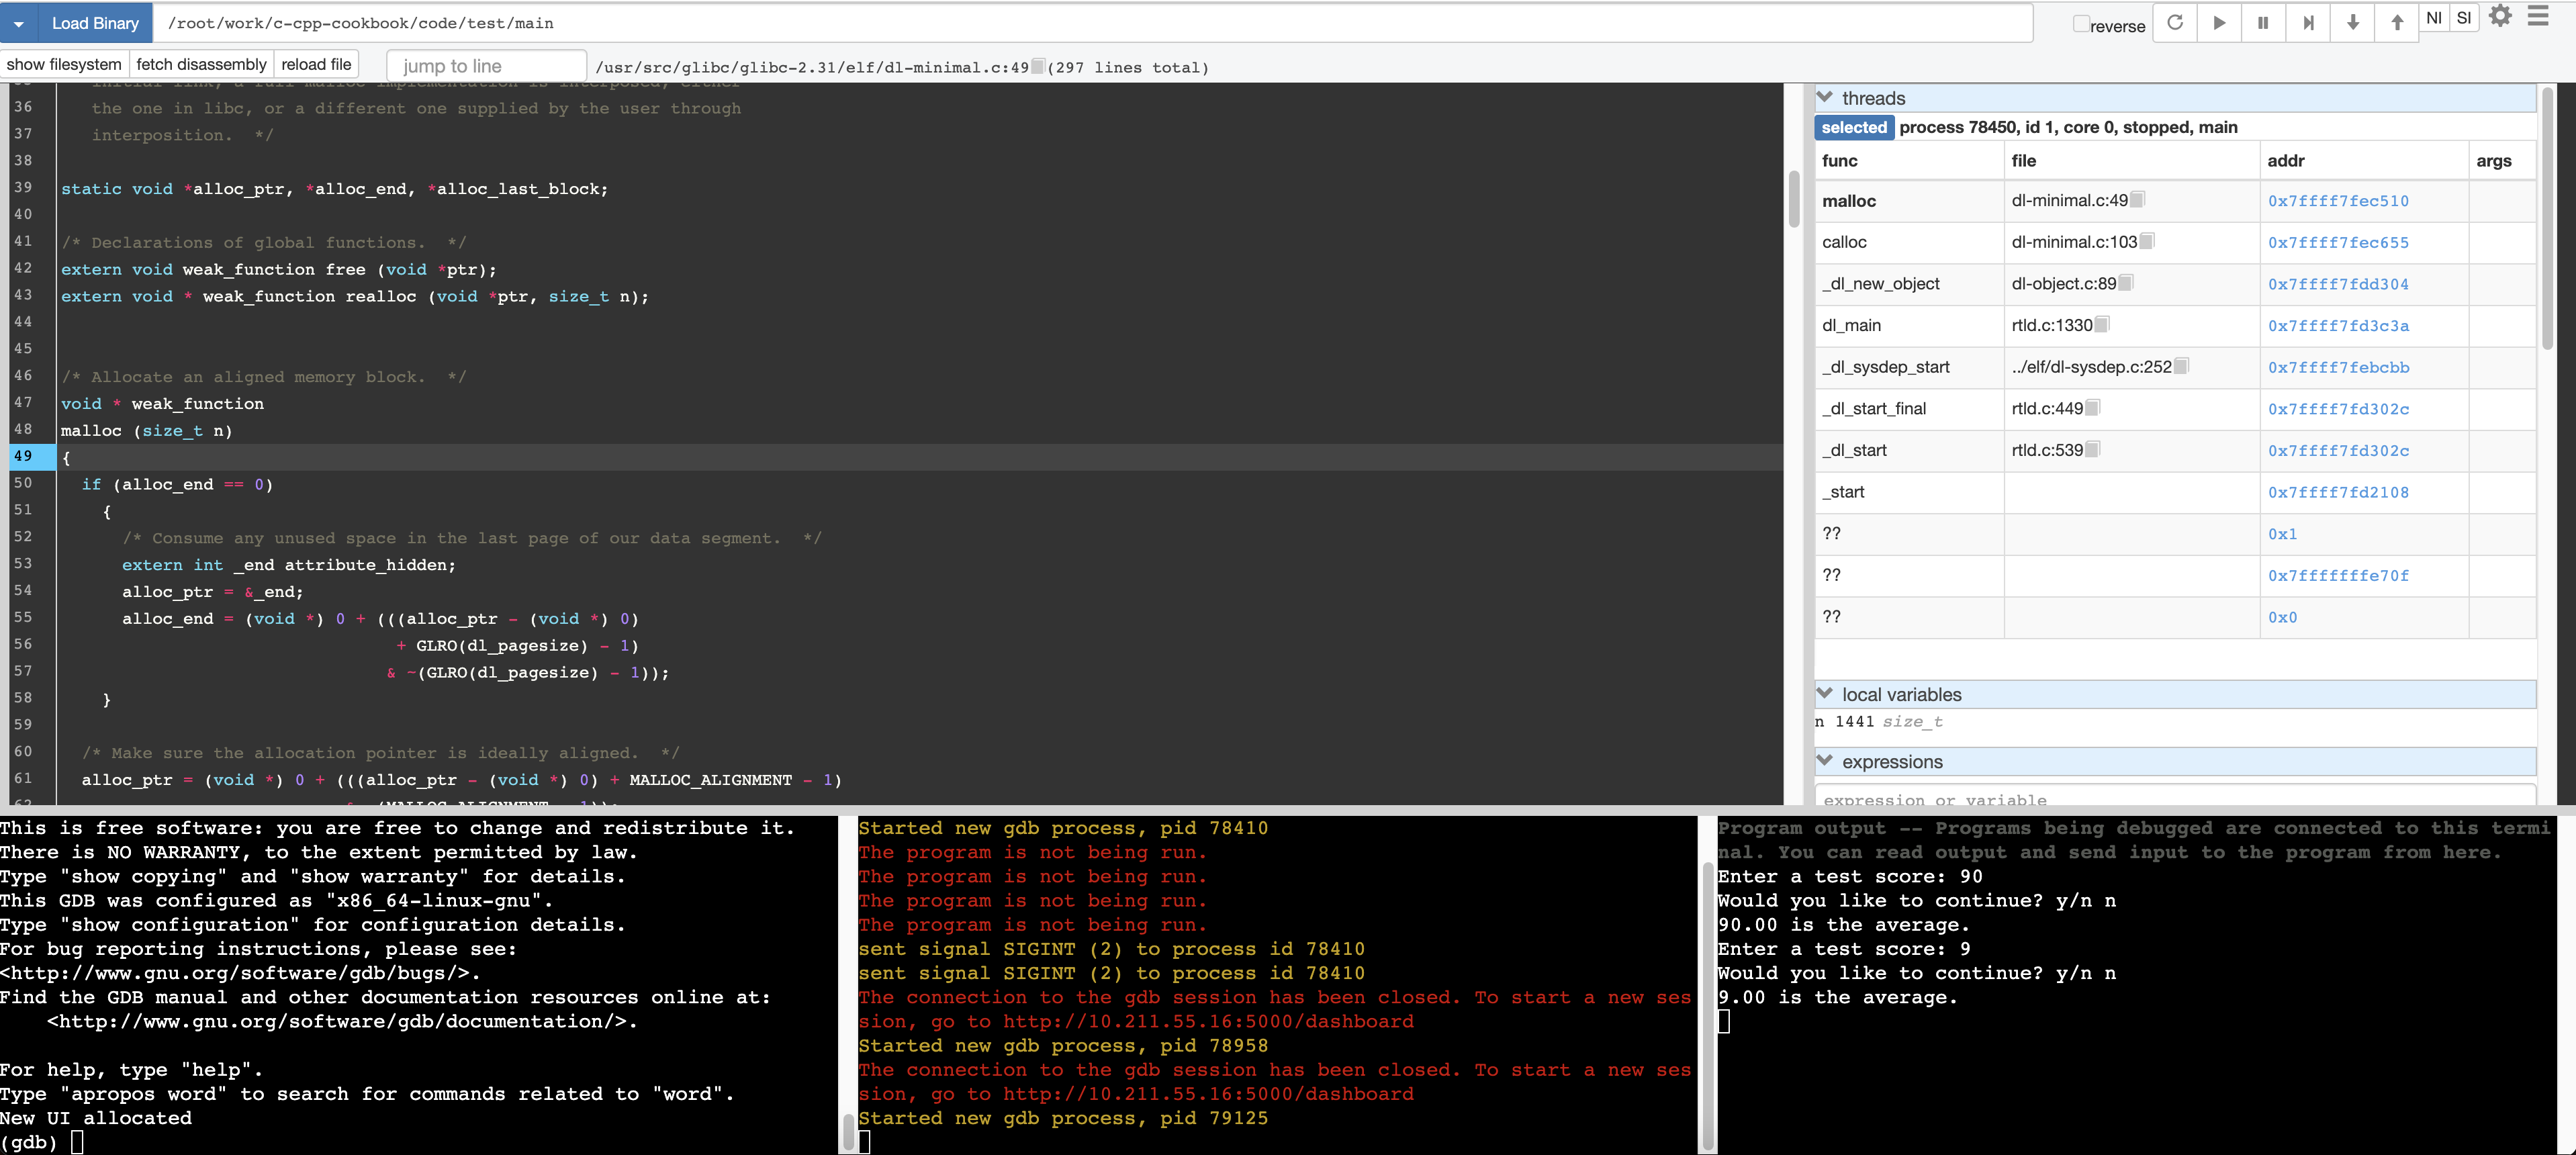 Load Binary /root/work/c-cpp-cookbook/code/test/main reverse NI SI
show filesystem fetch disassembly reload file jump to line /usr/src/glibc/glibc-2.31/elf/dl-minimal.c:49 (297 lines total)
36 the one in libc, or a different one supplied by the user through
37 interposition.  */
38
39 static void *alloc_ptr, *alloc_end, *alloc_last_block;
40
41 /* Declarations of global functions.  */
42 extern void weak_function free (void *ptr);
43 extern void * weak_function realloc (void *ptr, size_t n);
44
45
46 /* Allocate an aligned memory block.  */
47 void * weak_function
48 malloc (size_t n)
49 {
50 if (alloc_end == 0)
51 {
52 /* Consume any unused space in the last page of our data segment.  */
53 extern int _end attribute_hidden;
54 alloc_ptr = &_end;
55 alloc_end = (void *) 0 + (((alloc_ptr - (void *) 0)
56 + GLRO(dl_pagesize) - 1)
57 & ~(GLRO(dl_pagesize) - 1));
58 }
59
60 /* Make sure the allocation pointer is ideally aligned.  */
61 alloc_ptr = (void *) 0 + (((alloc_ptr - (void *) 0) + MALLOC_ALIGNMENT - 1)
threads
selected process 78450, id 1, core 0, stopped, main
func file addr args
malloc dl-minimal.c:49 0x7ffff7fec510
calloc dl-minimal.c:103 0x7ffff7fec655
_dl_new_object dl-object.c:89 0x7ffff7fdd304
dl_main rtld.c:1330 0x7ffff7fd3c3a
_dl_sysdep_start ../elf/dl-sysdep.c:252 0x7ffff7febcbb
_dl_start_final rtld.c:449 0x7ffff7fd302c
_dl_start rtld.c:539 0x7ffff7fd302c
_start 0x7ffff7fd2108
?? 0x1
?? 0x7fffffffe70f
?? 0x0
local variables
n 1441 size_t
expressions
expression or variable
This is free software: you are free to change and redistribute it.
There is NO WARRANTY, to the extent permitted by law.
Type "show copying" and "show warranty" for details.
This GDB was configured as "x86_64-linux-gnu".
Type "show configuration" for configuration details.
For bug reporting instructions, please see:
<http://www.gnu.org/software/gdb/bugs/>.
Find the GDB manual and other documentation resources online at:
<http://www.gnu.org/software/gdb/documentation/>.
For help, type "help".
Type "apropos word" to search for commands related to "word".
New UI allocated
(gdb)
Started new gdb process, pid 78410
The program is not being run.
The program is not being run.
The program is not being run.
The program is not being run.
sent signal SIGINT (2) to process id 78410
sent signal SIGINT (2) to process id 78410
The connection to the gdb session has been closed. To start a new ses
sion, go to http://10.211.55.16:5000/dashboard
Started new gdb process, pid 78958
The connection to the gdb session has been closed. To start a new ses
sion, go to http://10.211.55.16:5000/dashboard
Started new gdb process, pid 79125
Program output -- Programs being debugged are connected to this termi
nal. You can read output and send input to the program from here.
Enter a test score: 90
Would you like to continue? y/n n
90.00 is the average.
Enter a test score: 9
Would you like to continue? y/n n
9.00 is the average.